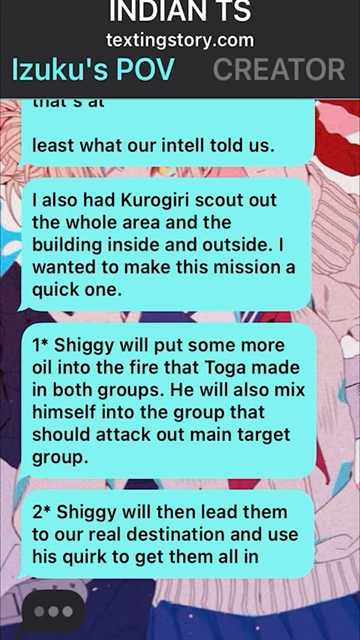 INDIAN TS
textingstory.com
Izuku's POV CREATOR
that's at
least what our intell told us.
I also had Kurogiri scout out
the whole area and the
building inside and outside. I
wanted to make this mission a
quick one.
1* Shiggy will put some more
oil into the fire that Toga made
in both groups. He will also mix
himself into the group that
should attack out main target
group.
2* Shiggy will then lead them
to our real destination and use
his quirk to get them all in